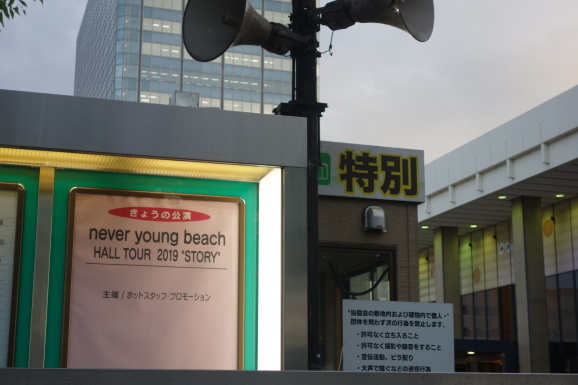 きょうの公演
never young beach
HALL TOUR 2019 "STORY"
主催 / ホットスタッフ・プロモーション
特別
"当協会の敷地内および建物内で個人・
団体を問わず次の行為を禁止します。
・許可なく立ち入ること
・許可なく撮影や録音をすること
・宣伝活動、ビラ配り
・大声で騒ぐなどの迷惑行為